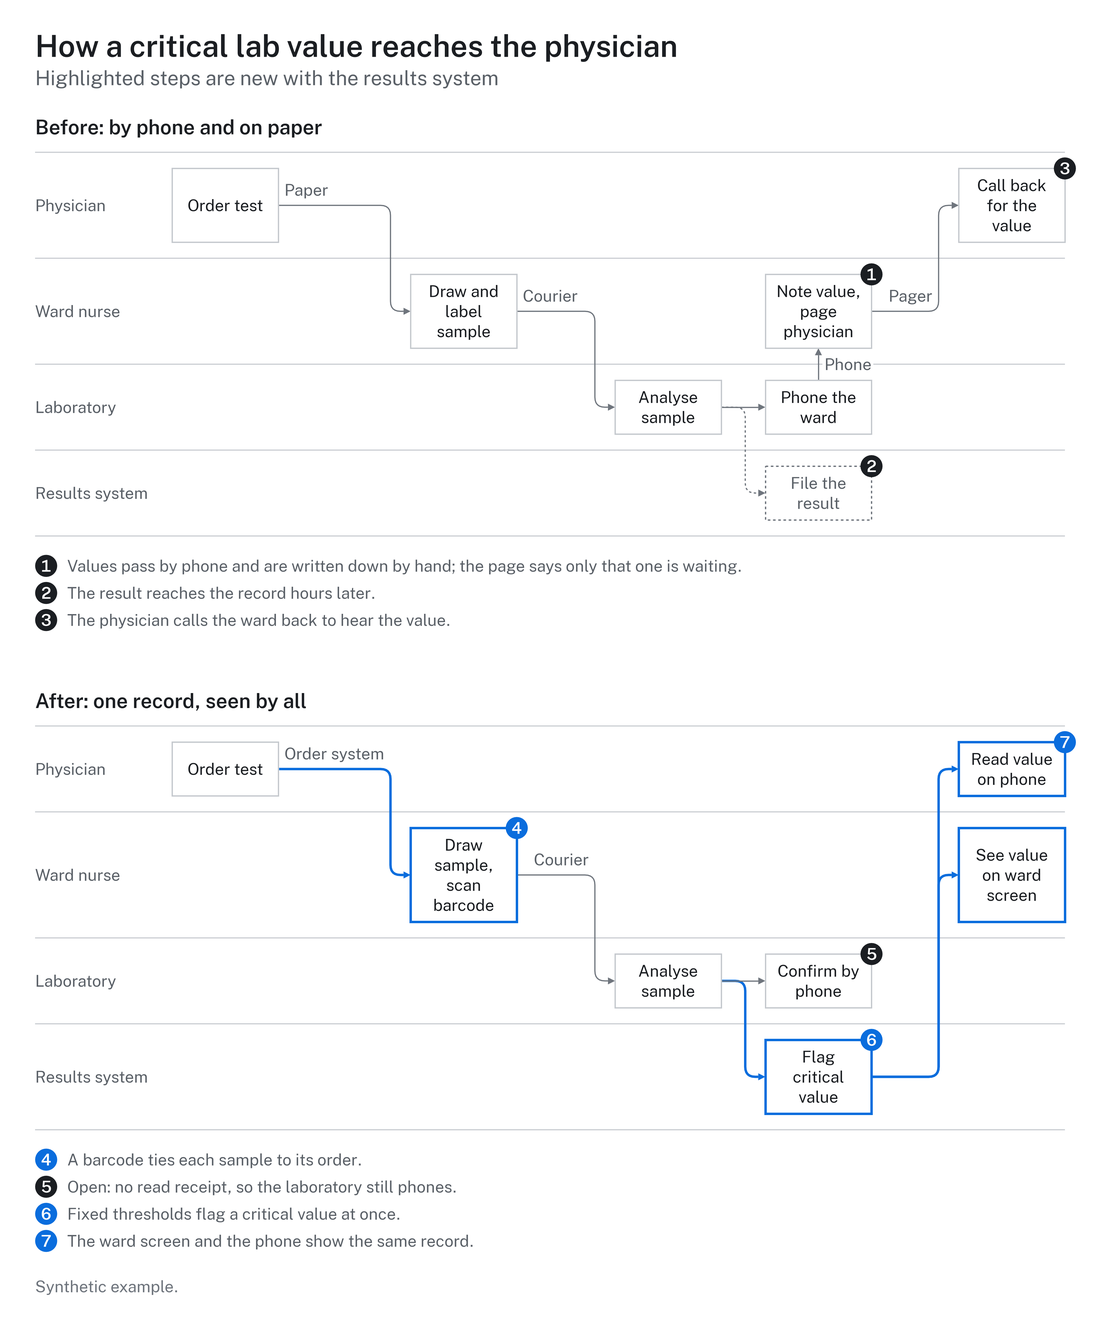 How a critical lab value reaches the physician
Highlighted steps are new with the results system
Before: by phone and on paper
Physician
Order test
Paper
Call back
for the
value
3
Ward nurse
Draw and
label
sample
Courier
Note value,
page
physician
1
Pager
Phone
Laboratory
Analyse
sample
Phone the
ward
Results system
File the
result
2
1 Values pass by phone and are written down by hand; the page says only that one is waiting.
2 The result reaches the record hours later.
3 The physician calls the ward back to hear the value.
After: one record, seen by all
Physician
Order test
Order system
Read value
on phone
7
Ward nurse
Draw
sample,
scan
barcode
4
Courier
See value
on ward
screen
Laboratory
Analyse
sample
Confirm by
phone
5
Results system
Flag
critical
value
6
4 A barcode ties each sample to its order.
5 Open: no read receipt, so the laboratory still phones.
6 Fixed thresholds flag a critical value at once.
7 The ward screen and the phone show the same record.
Synthetic example.